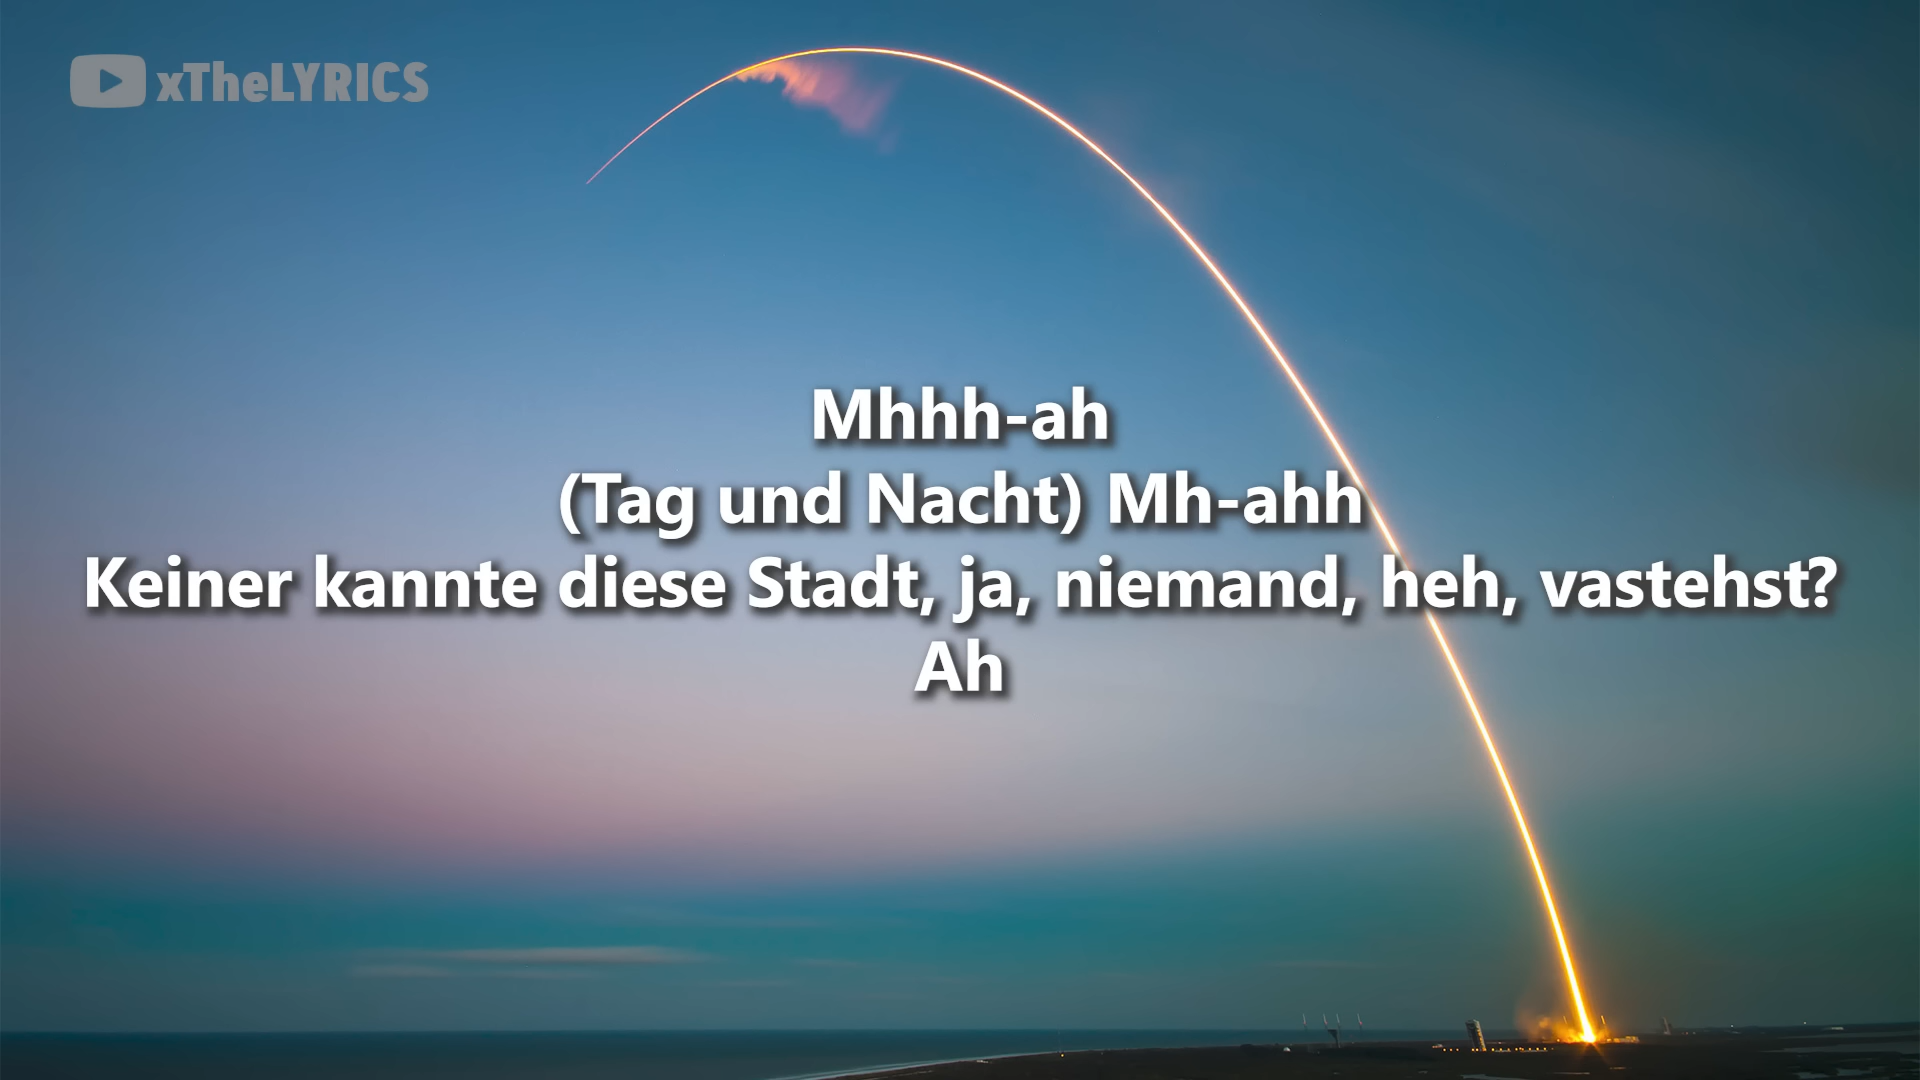 xTheLYRICS
Mhhh-ah
(Tag und Nacht) Mh-ahh
Keiner kannte diese Stadt, ja, niemand, heh, vastehst?
Ah